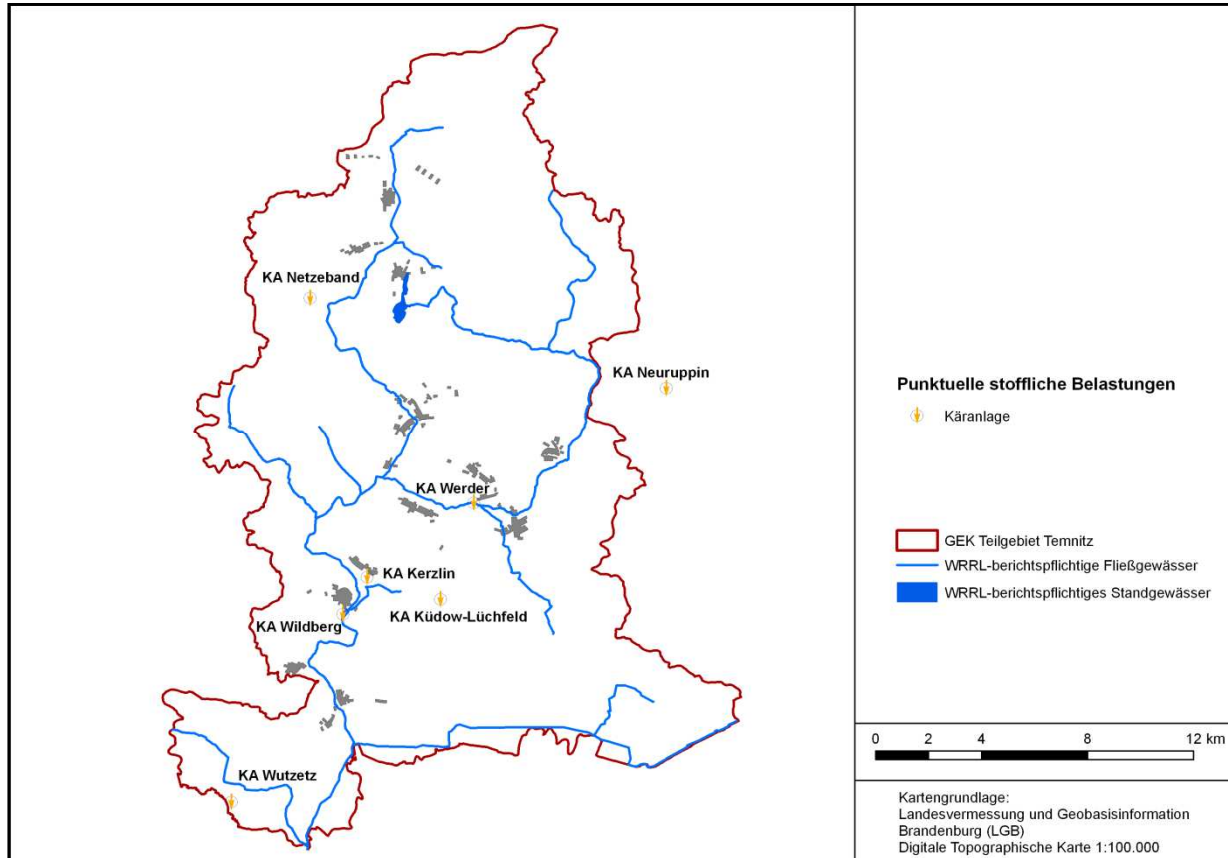 KA Netzeband
KA Neuruppin
KA Werder
KA Kerzlin
KA Küdow-Lüchfeld
KA Wildberg
KA Wutzetz
Punktuelle stoffliche Belastungen
Käranlage
GEK Teilgebiet Temnitz
WRRL-berichtspflichtige Fließgewässer
WRRL-berichtspflichtiges Standgewässer
0 2 4 8 12 km
Kartengrundlage:
Landesvermessung und Geobasisinformation
Brandenburg (LGB)
Digitale Topographische Karte 1:100.000